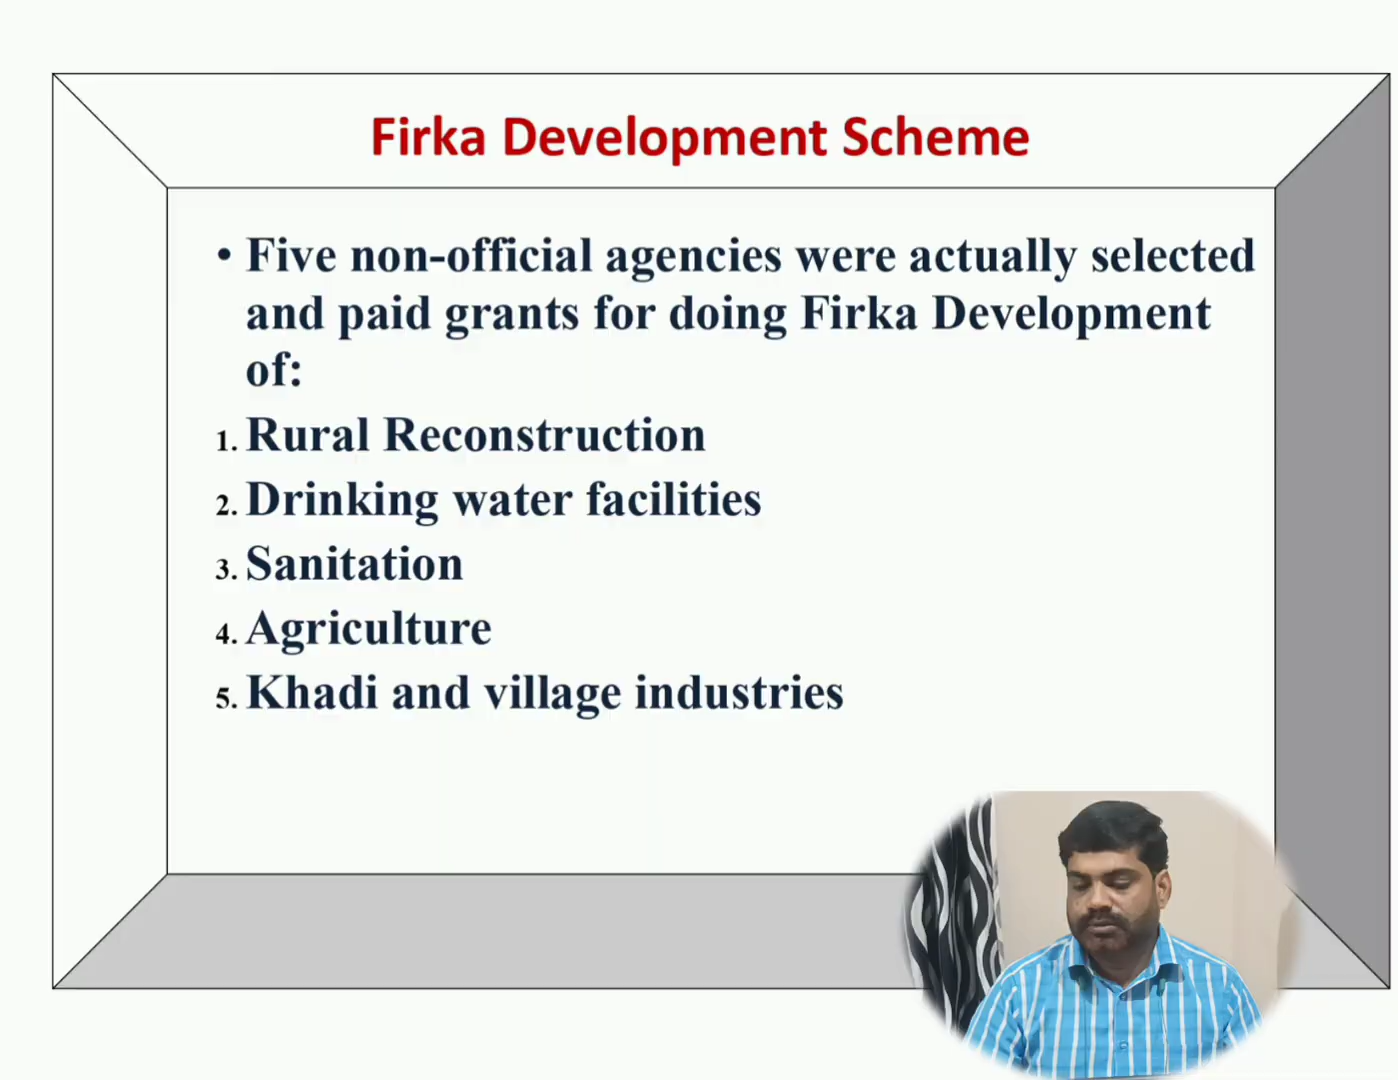 Firka Development Scheme
• Five non-official agencies were actually selected
and paid grants for doing Firka Development
of:
1. Rural Reconstruction
2. Drinking water facilities
3. Sanitation
4. Agriculture
5. Khadi and village industries